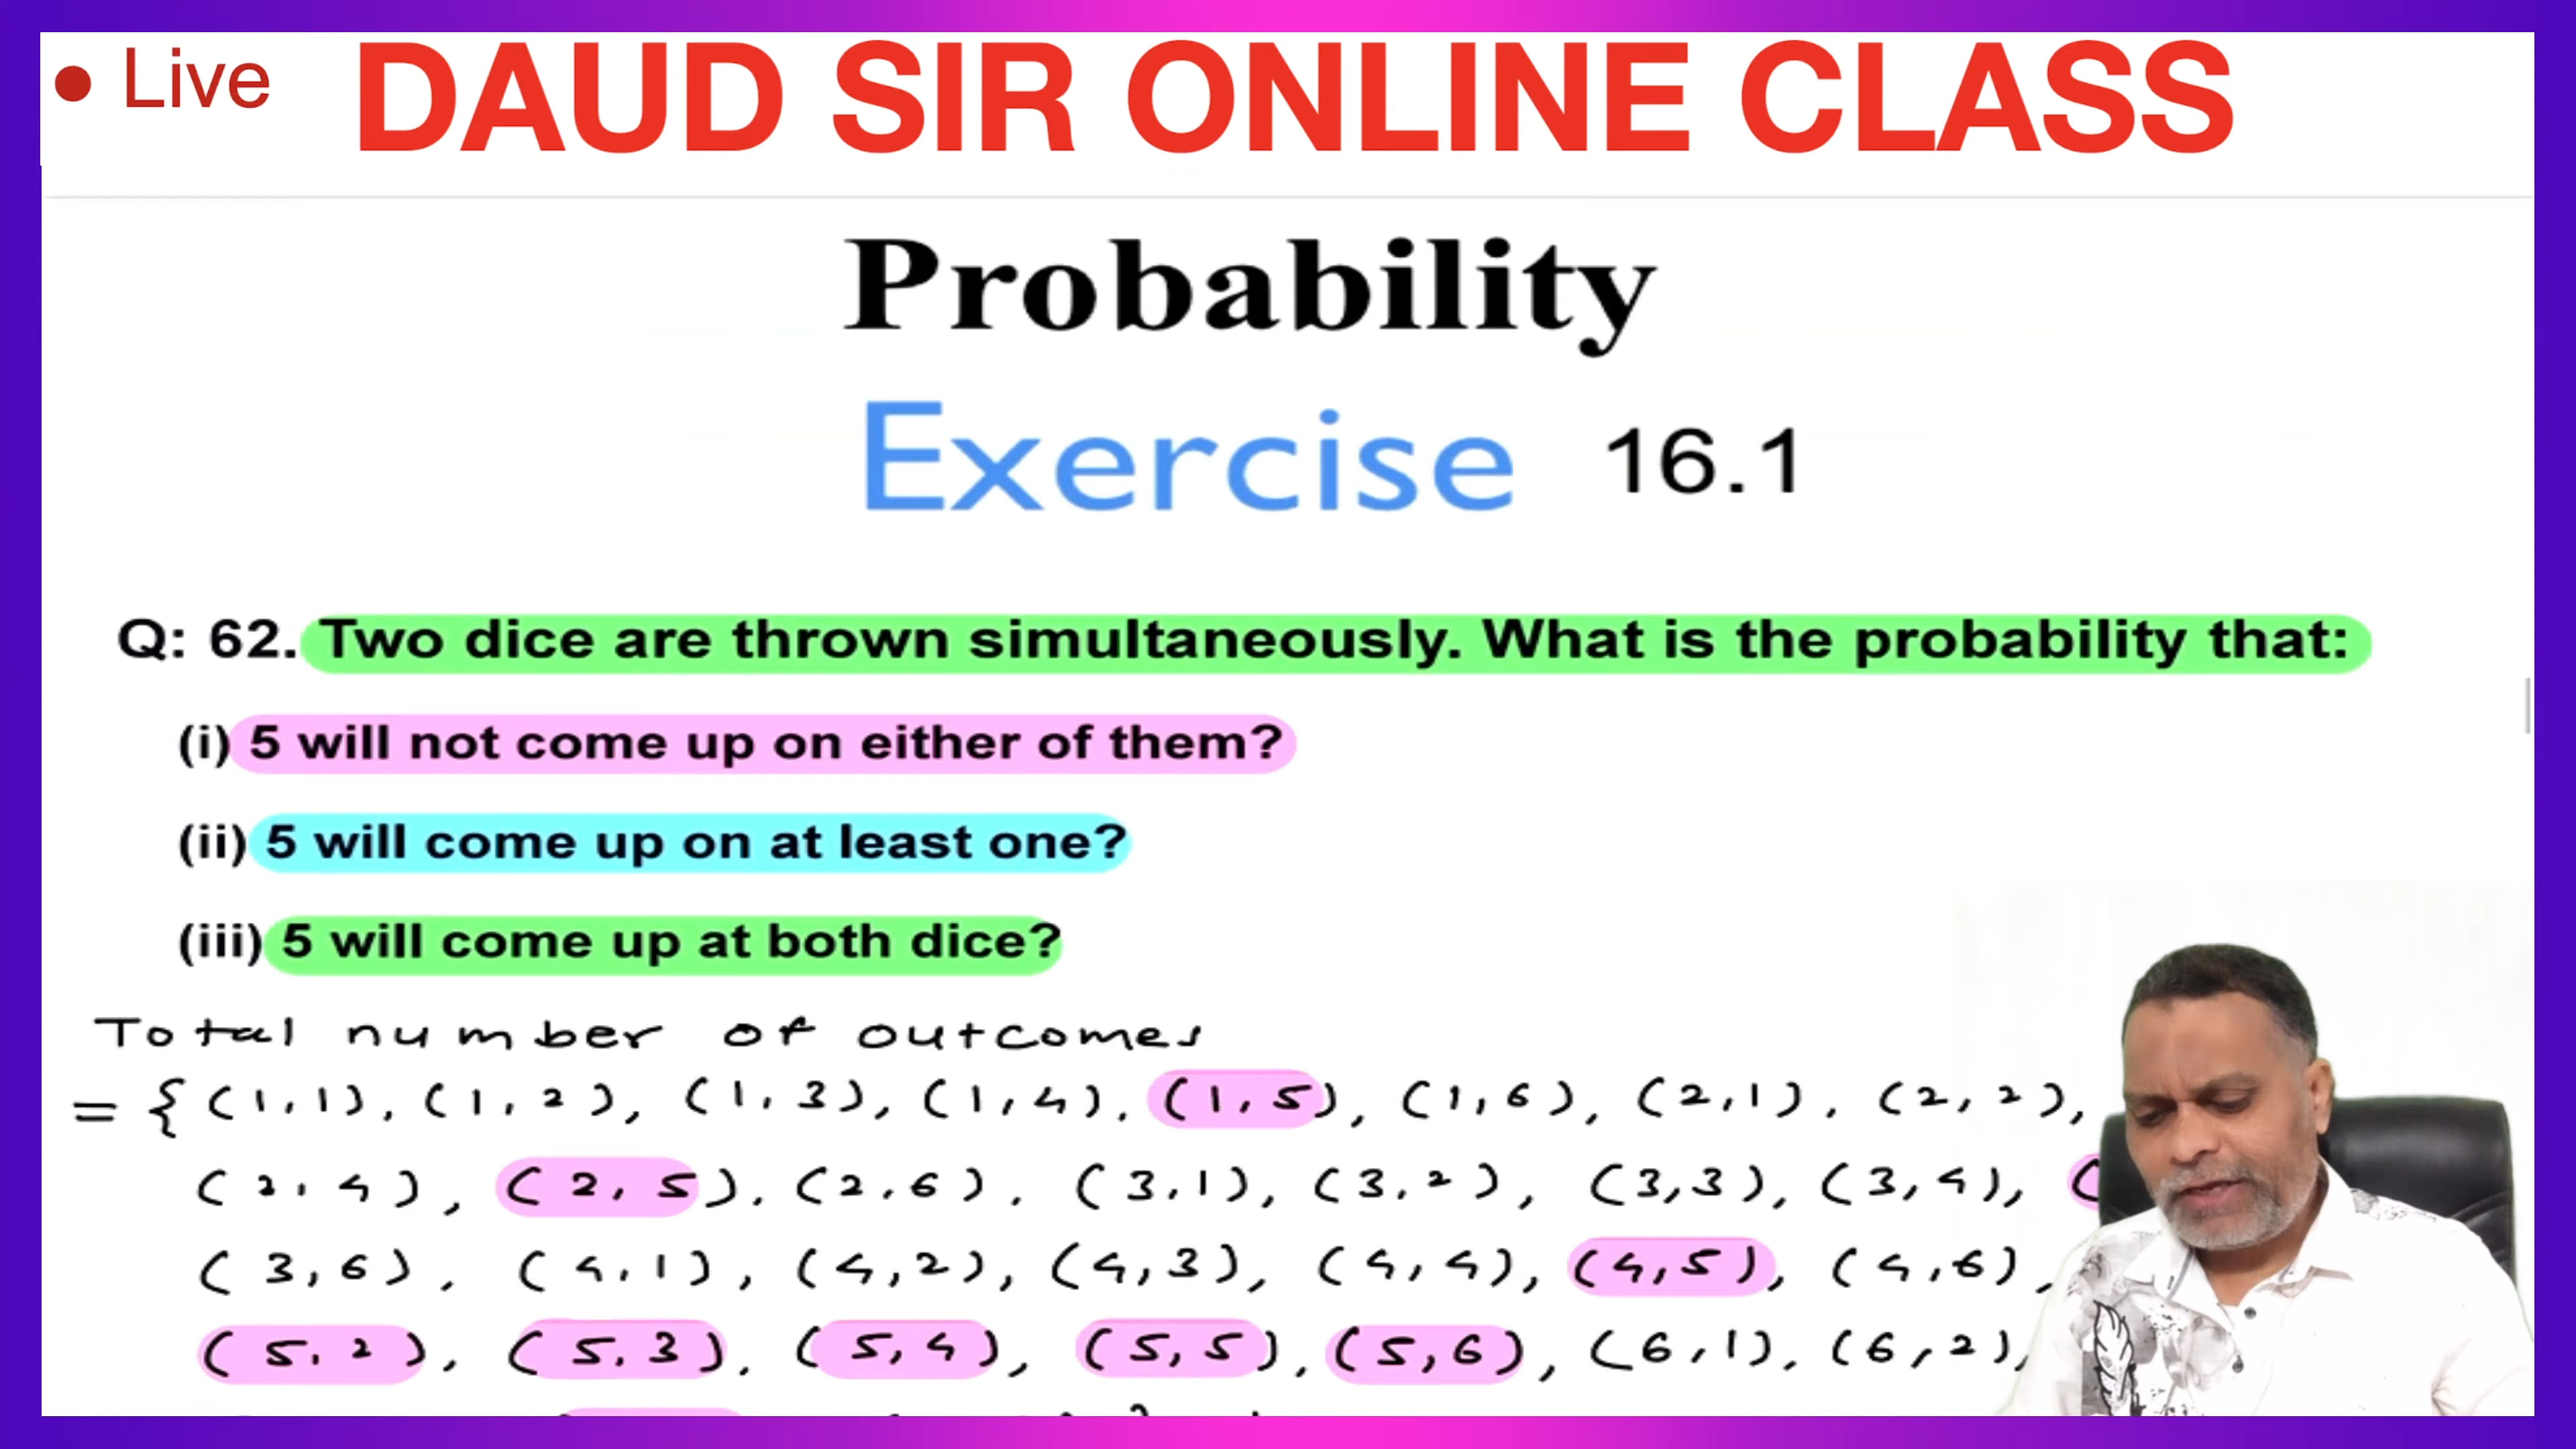 Live DAUD SIR ONLINE CLASS
Probability
Exercise 16.1
Q: 62. Two dice are thrown simultaneously. What is the probability that:
(i) 5 will not come up on either of them?
(ii) 5 will come up on at least one?
(iii) 5 will come up at both dice?
Total number of outcomes
= { (1,1), (1,2), (1,3), (1,4), (1,5), (1,6), (2,1), (2,2),
(2,4), (2,5), (2,6), (3,1), (3,2), (3,3), (3,4), (
(3,6), (4,1), (4,2), (4,3), (4,4), (4,5), (4,6),
(5,2), (5,3), (5,4), (5,5), (5,6), (6,1), (6,2),